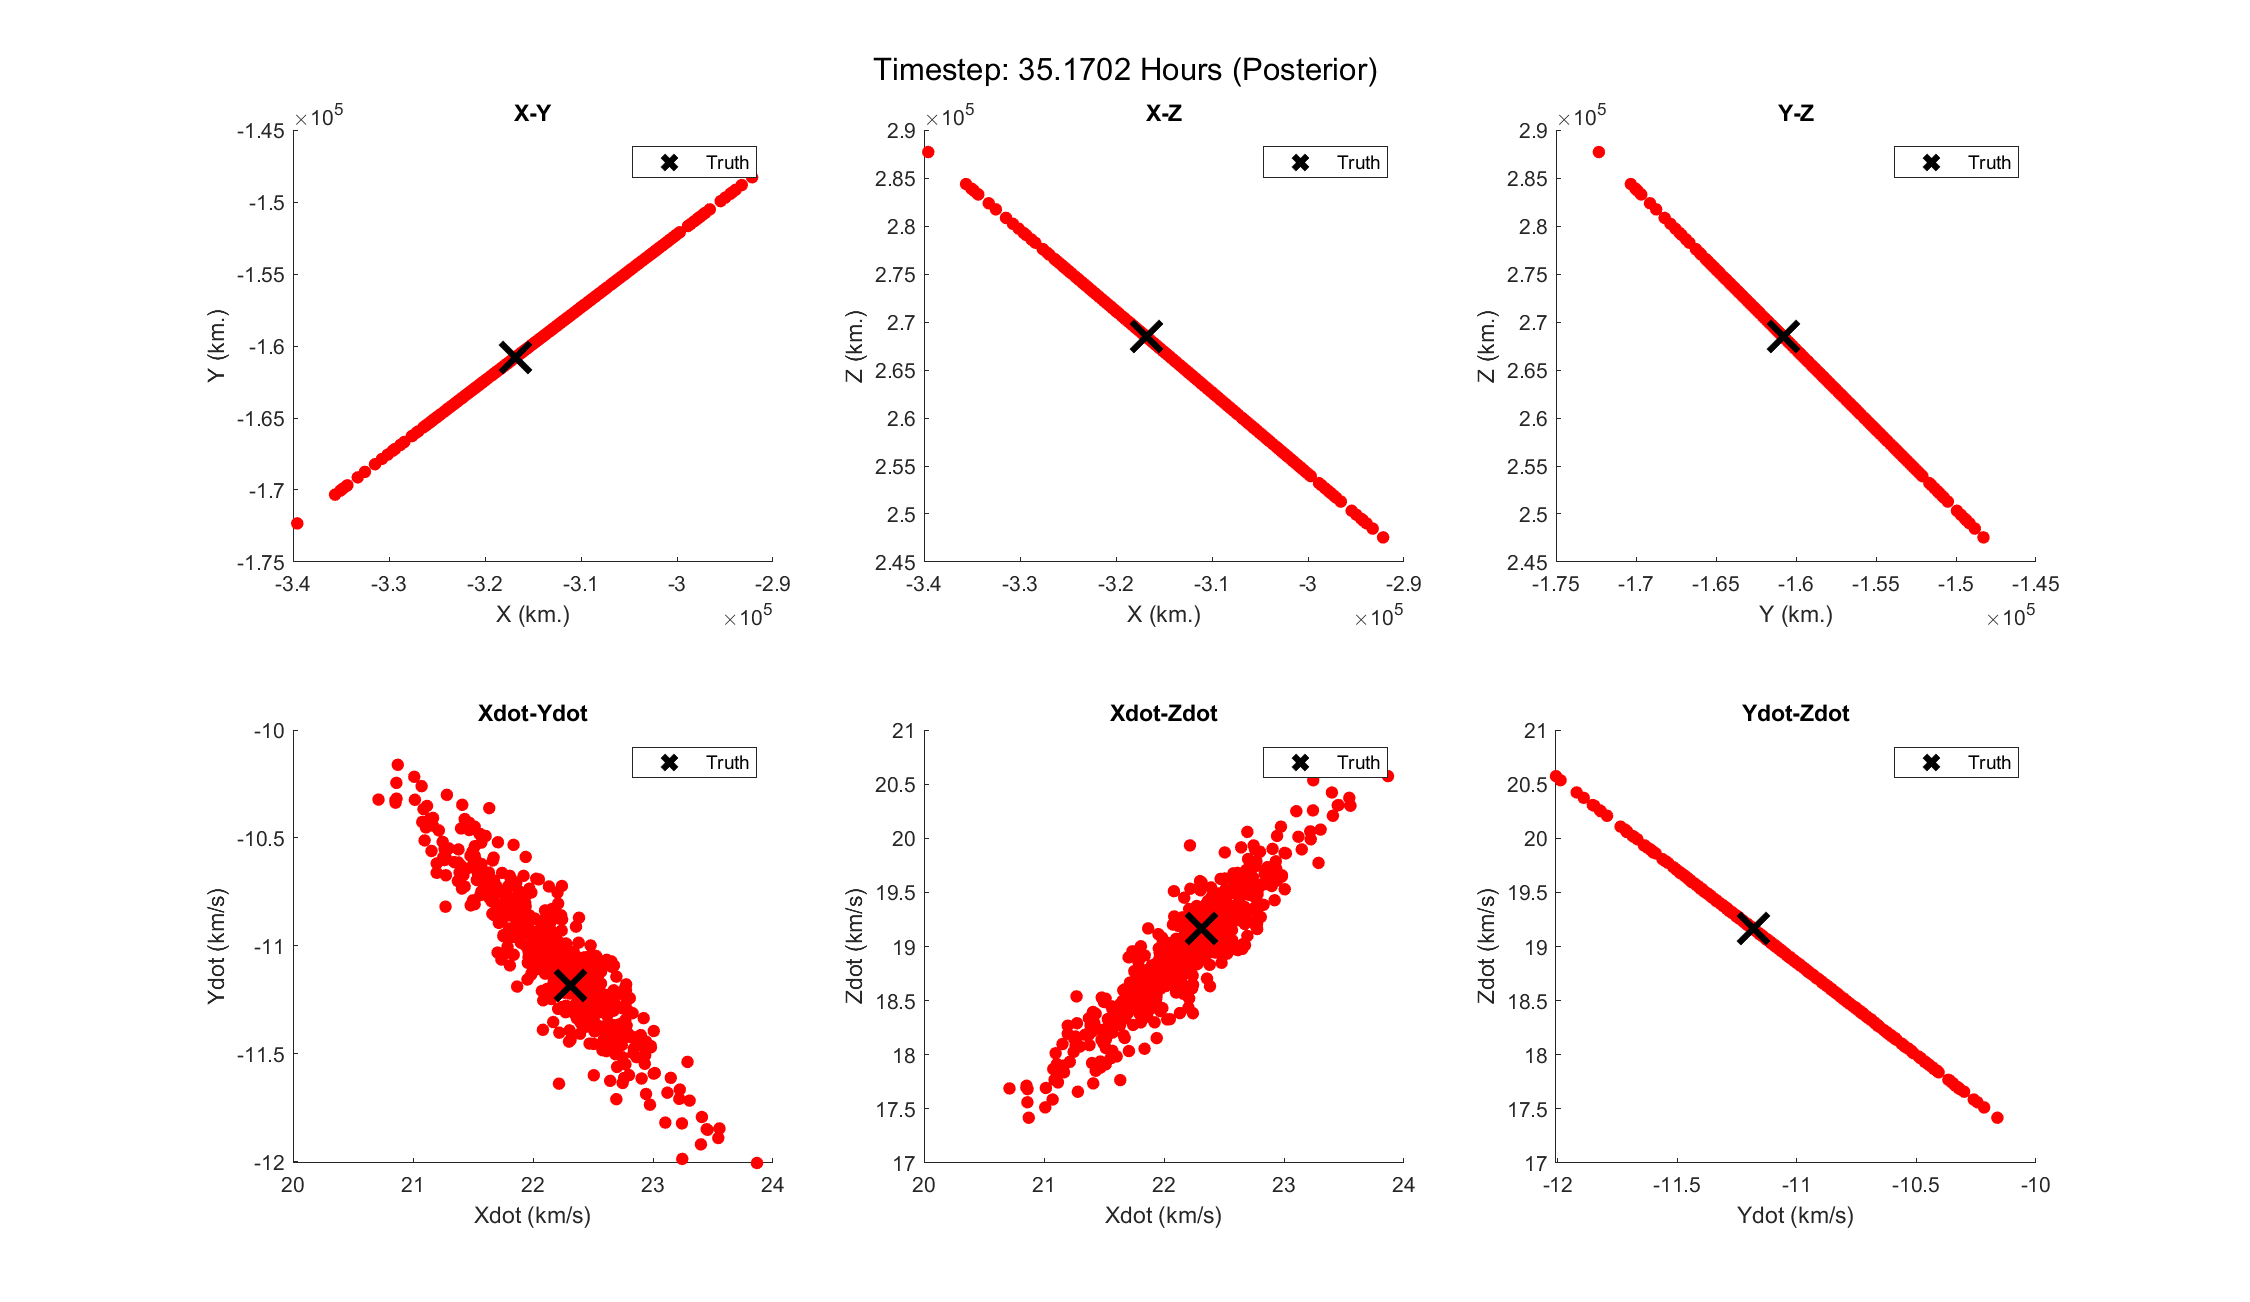 Timestep: 35.1702 Hours (Posterior)
X-Y
×10^5
-1.45
-1.5
-1.55
-1.6
-1.65
-1.7
-1.75
Y (km.)
Truth
-3.4 -3.3 -3.2 -3.1 -3 -2.9
X (km.)
×10^5
X-Z
×10^5
2.9
2.85
2.8
2.75
2.7
2.65
2.6
2.55
2.5
2.45
Z (km.)
Truth
-3.4 -3.3 -3.2 -3.1 -3 -2.9
X (km.)
×10^5
Y-Z
×10^5
2.9
2.85
2.8
2.75
2.7
2.65
2.6
2.55
2.5
2.45
Z (km.)
Truth
-1.75 -1.7 -1.65 -1.6 -1.55 -1.5 -1.45
Y (km.)
×10^5
Xdot-Ydot
-10
-10.5
-11
-11.5
-12
Ydot (km/s)
Truth
20 21 22 23 24
Xdot (km/s)
Xdot-Zdot
21
20.5
20
19.5
19
18.5
18
17.5
17
Zdot (km/s)
Truth
20 21 22 23 24
Xdot (km/s)
Ydot-Zdot
21
20.5
20
19.5
19
18.5
18
17.5
17
Zdot (km/s)
Truth
-12 -11.5 -11 -10.5 -10
Ydot (km/s)